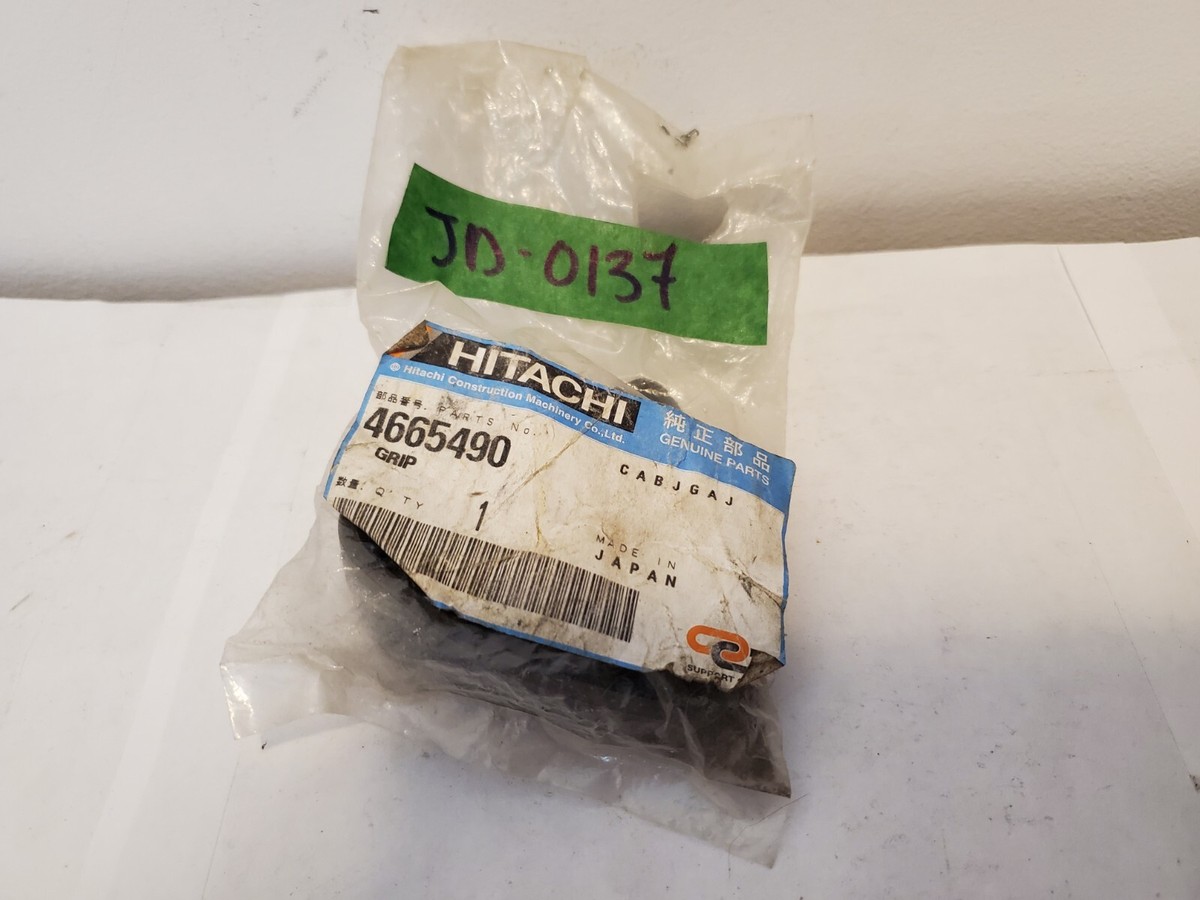 JD-0137
HITACHI
Hitachi Construction Machinery Co.,Ltd.
純正部品
GENUINE PARTS
部品番号. PARTS No.
4665490
GRIP
CABJGAJ
数量. Q'TY 1
MADE IN
JAPAN
SUPPORT